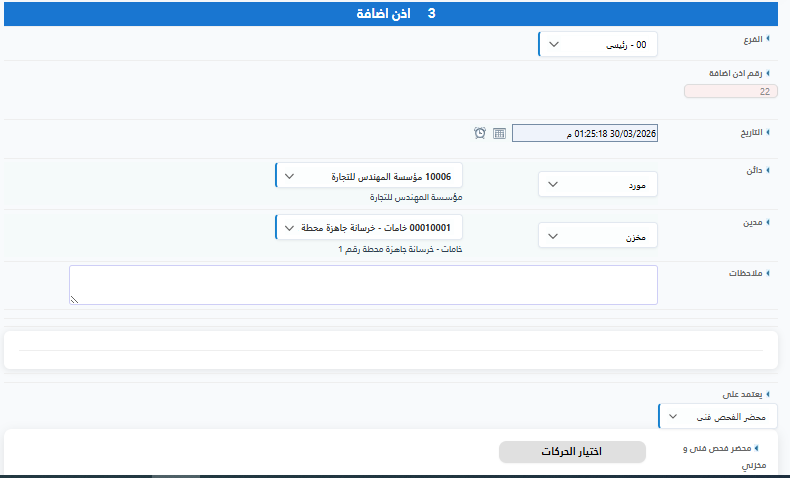 3 اذن اضافة
الفرع
00 - رئيسى
رقم اذن اضافة
22
التاريخ
30/03/2026 01:25:18 م
دائن
مورد
10006 مؤسسة المهندس للتجارة
مؤسسة المهندس للتجارة
مدين
مخزن
00010001 خامات - خرسانة جاهزة محطة
خامات - خرسانة جاهزة محطة رقم 1
ملاحظات
يعتمد على
محضر الفحص فنى
محضر فحص فنى و
مخزني
اختيار الحركات